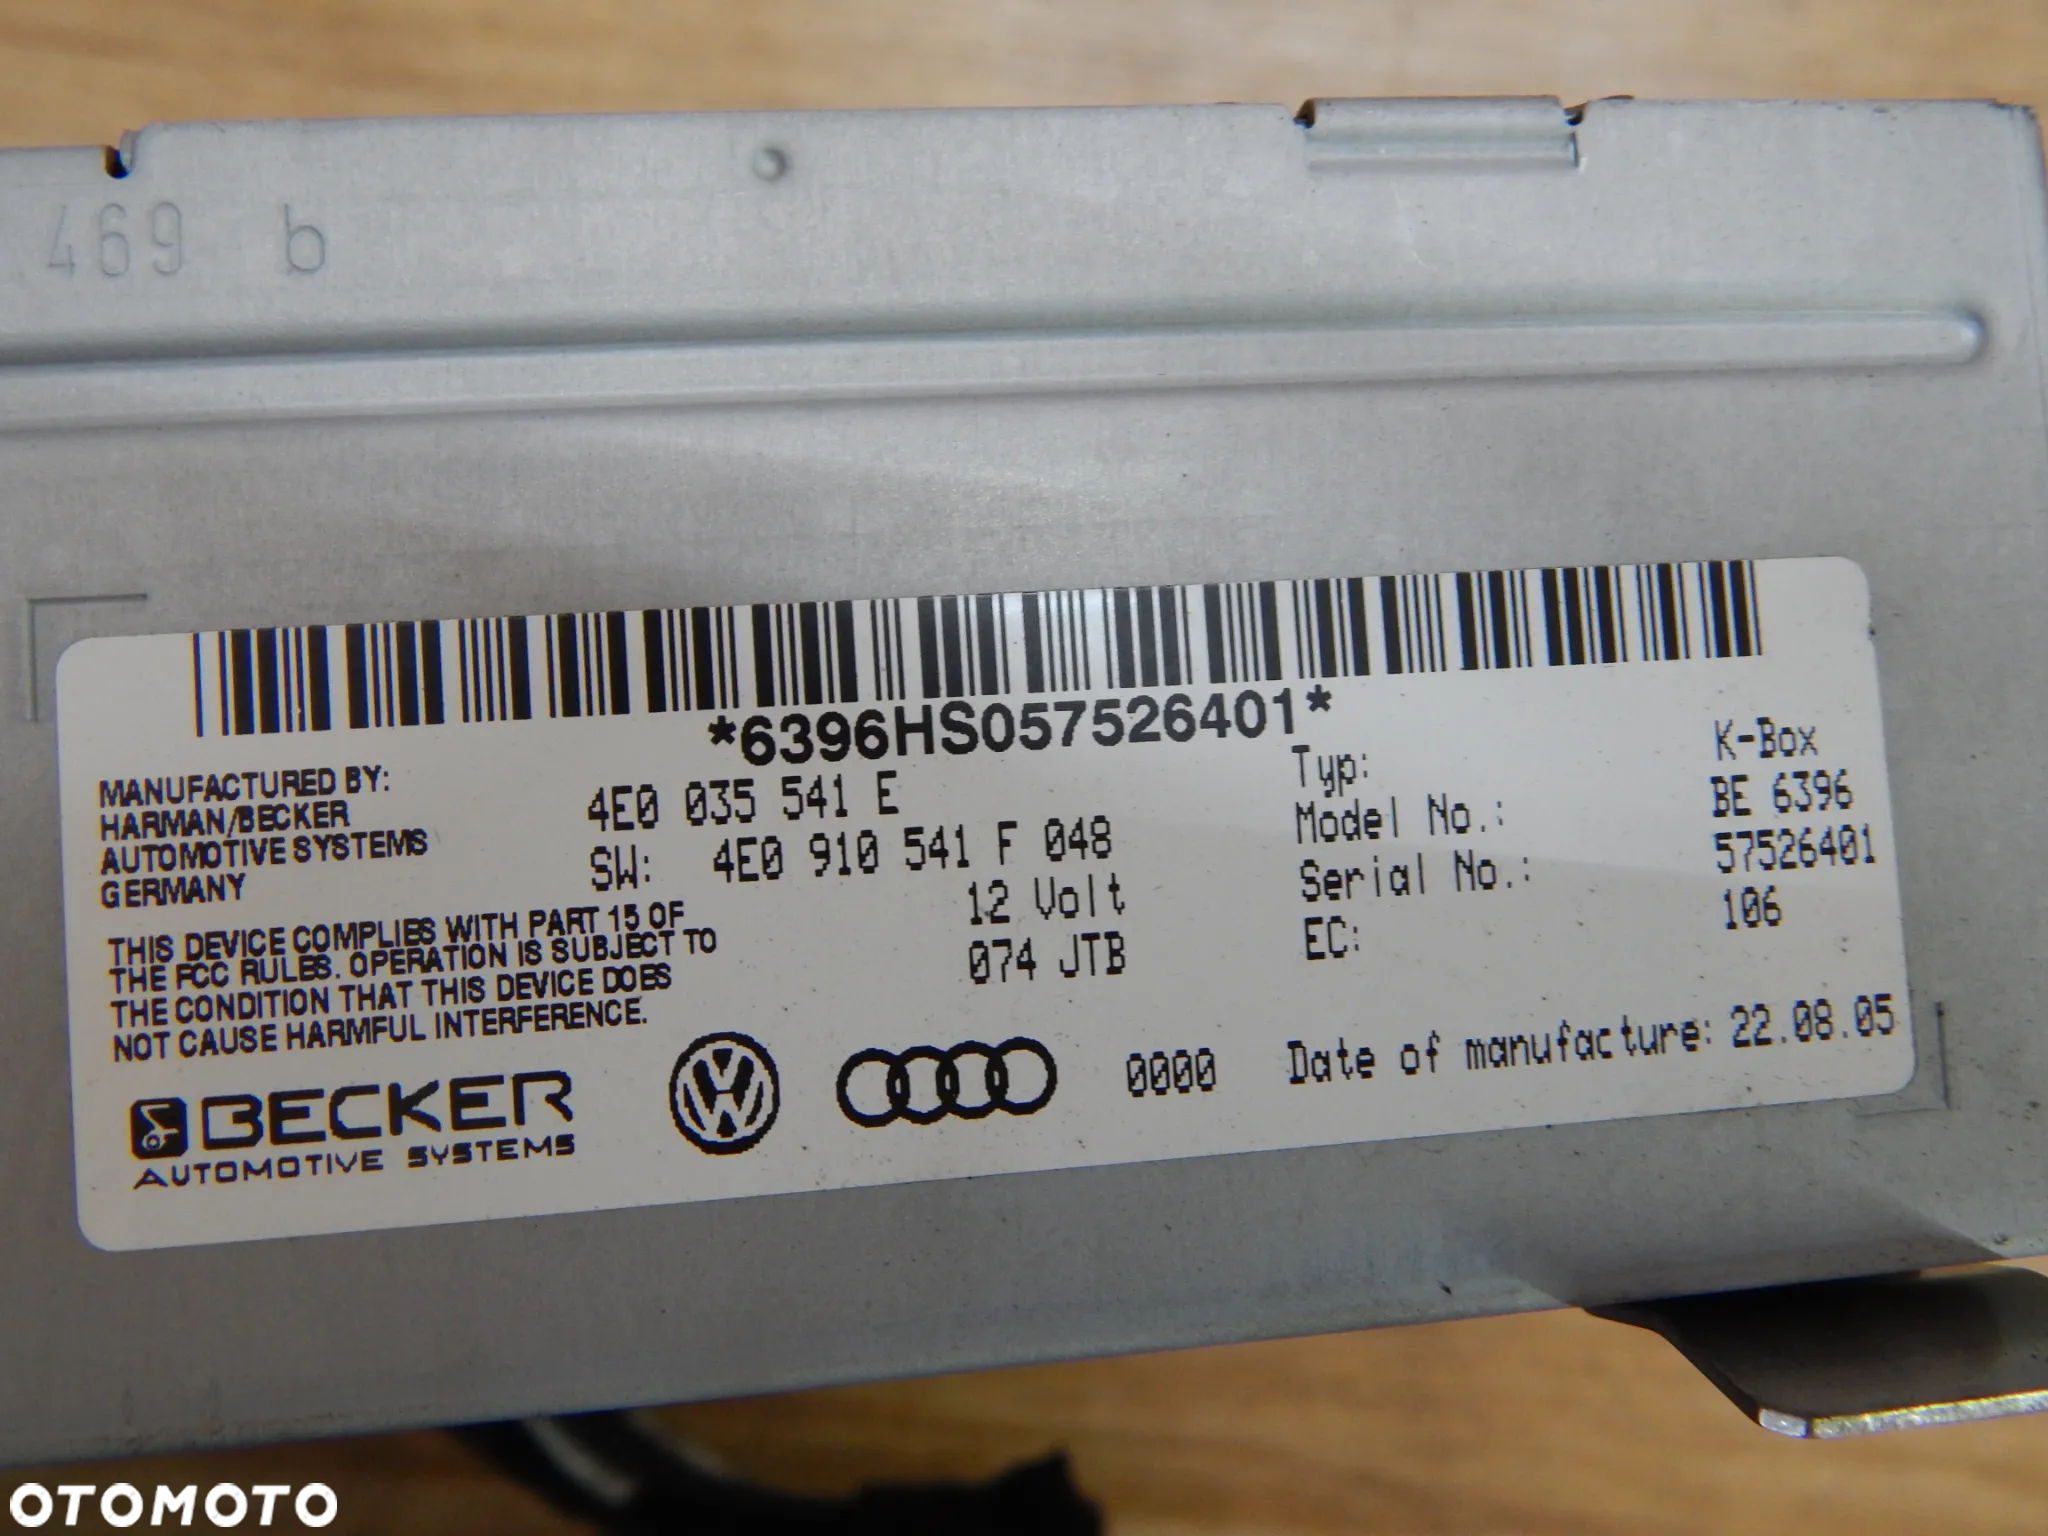 469 b
*6396HS057526401*
MANUFACTURED BY:
HARMAN/BECKER
AUTOMOTIVE SYSTEMS
GERMANY
4E0 035 541 E
SW: 4E0 910 541 F 048
12 Volt
074 JTB
Typ: K-Box
Model No.: BE 6396
Serial No.: 57526401
EC: 106
THIS DEVICE COMPLIES WITH PART 15 OF
THE FCC RULES. OPERATION IS SUBJECT TO
THE CONDITION THAT THIS DEVICE DOES
NOT CAUSE HARMFUL INTERFERENCE.
BECKER
AUTOMOTIVE SYSTEMS
0000
Date of manufacture: 22.08.05
OTOMOTO